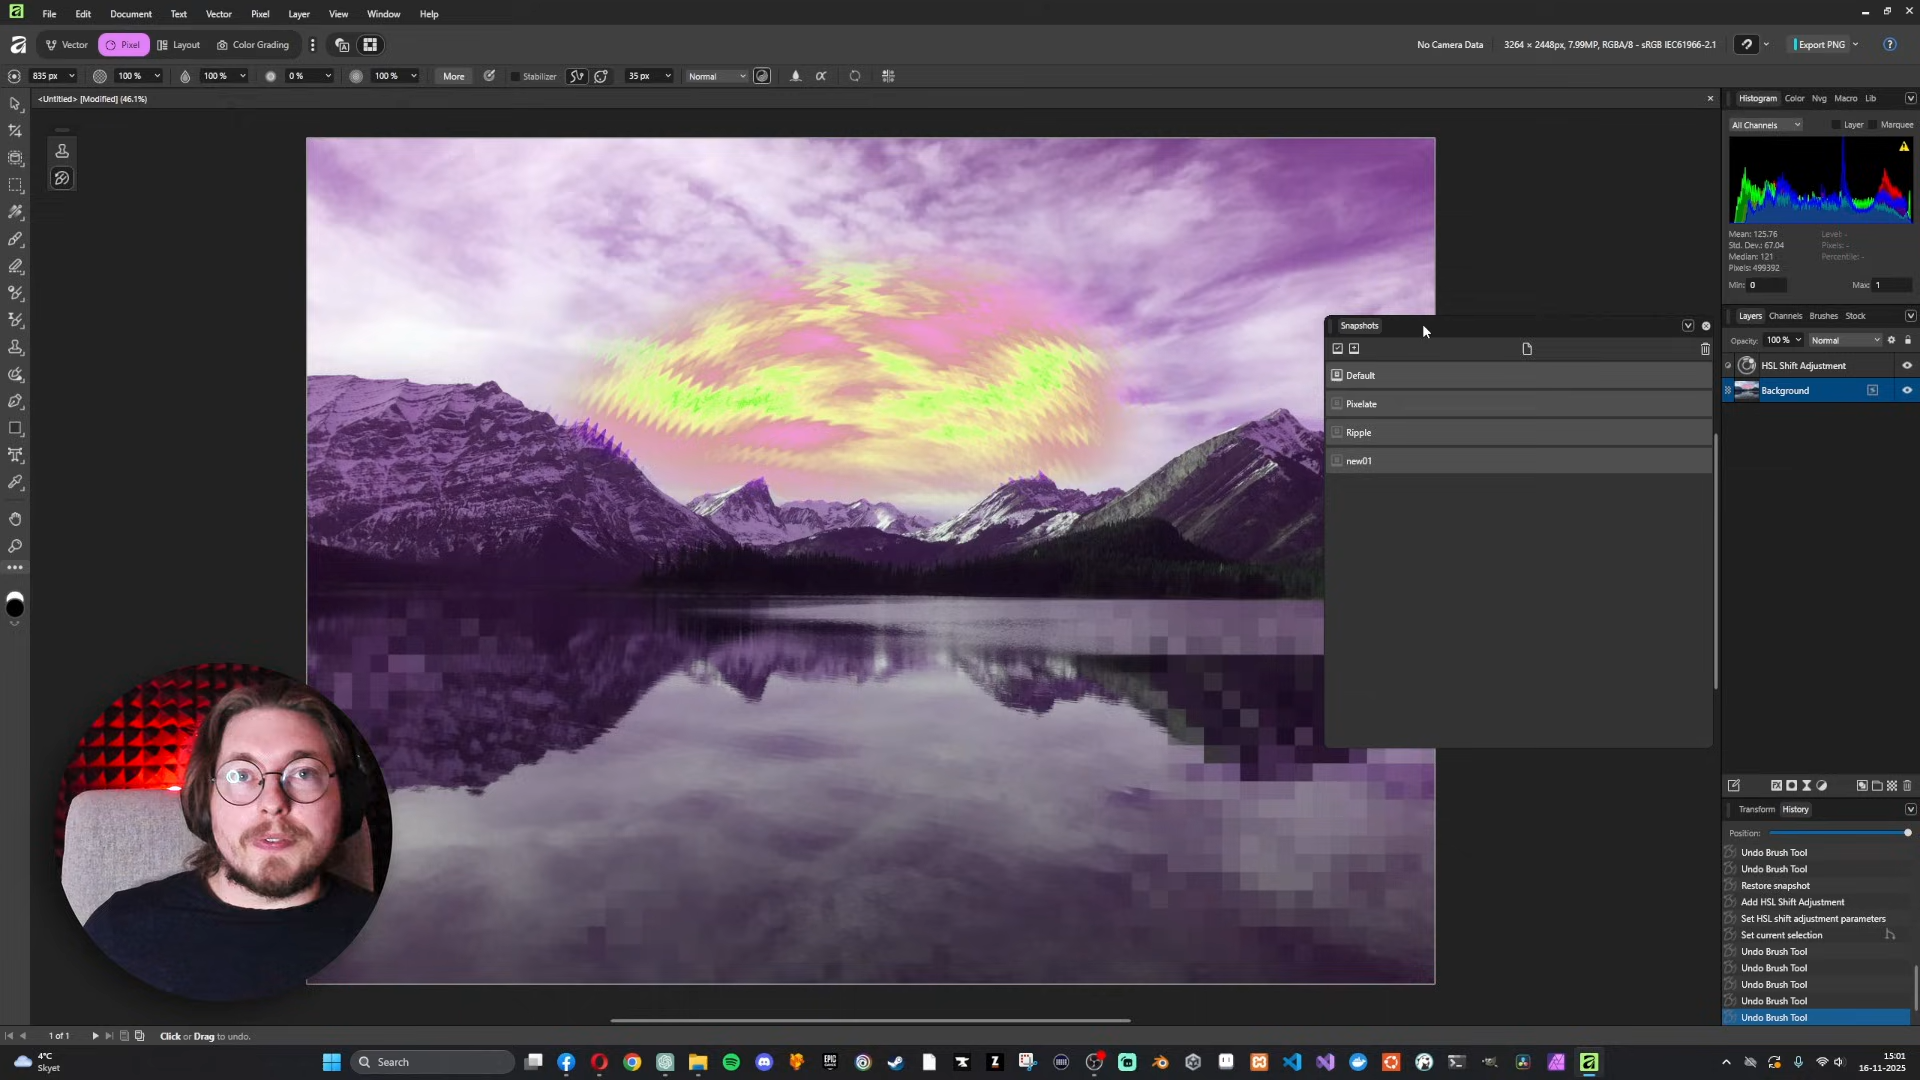 File Edit Document Text Vector Pixel Layer View Window Help
Vector Pixel Layout Color Grading
No Camera Data 3264 × 2448px, 7.99MP, RGBA/8 - sRGB IEC61966-2.1 Export PNG
835 px 100 % 100 % 0 % 100 % More Stabilizer 35 px Normal
<Untitled> [Modified] (46.1%)
Histogram Color Nvg Macro Lib
All Channels Layer Marquee
Mean: 125.76 Level: -
Std. Dev.: 67.04 Pixels: -
Median: 121 Percentile: -
Pixels: 499392
Min: 0 Max: 1
Layers Channels Brushes Stock
Opacity: 100 % Normal
HSL Shift Adjustment
Background
Snapshots
Default
Pixelate
Ripple
new01
Transform History
Position:
Undo Brush Tool
Undo Brush Tool
Restore snapshot
Add HSL Shift Adjustment
Set HSL shift adjustment parameters
Set current selection
Undo Brush Tool
Undo Brush Tool
Undo Brush Tool
Undo Brush Tool
Undo Brush Tool
1 of 1 Click or Drag to undo.
4°C
Skyet
Search
15:01
16-11-2025